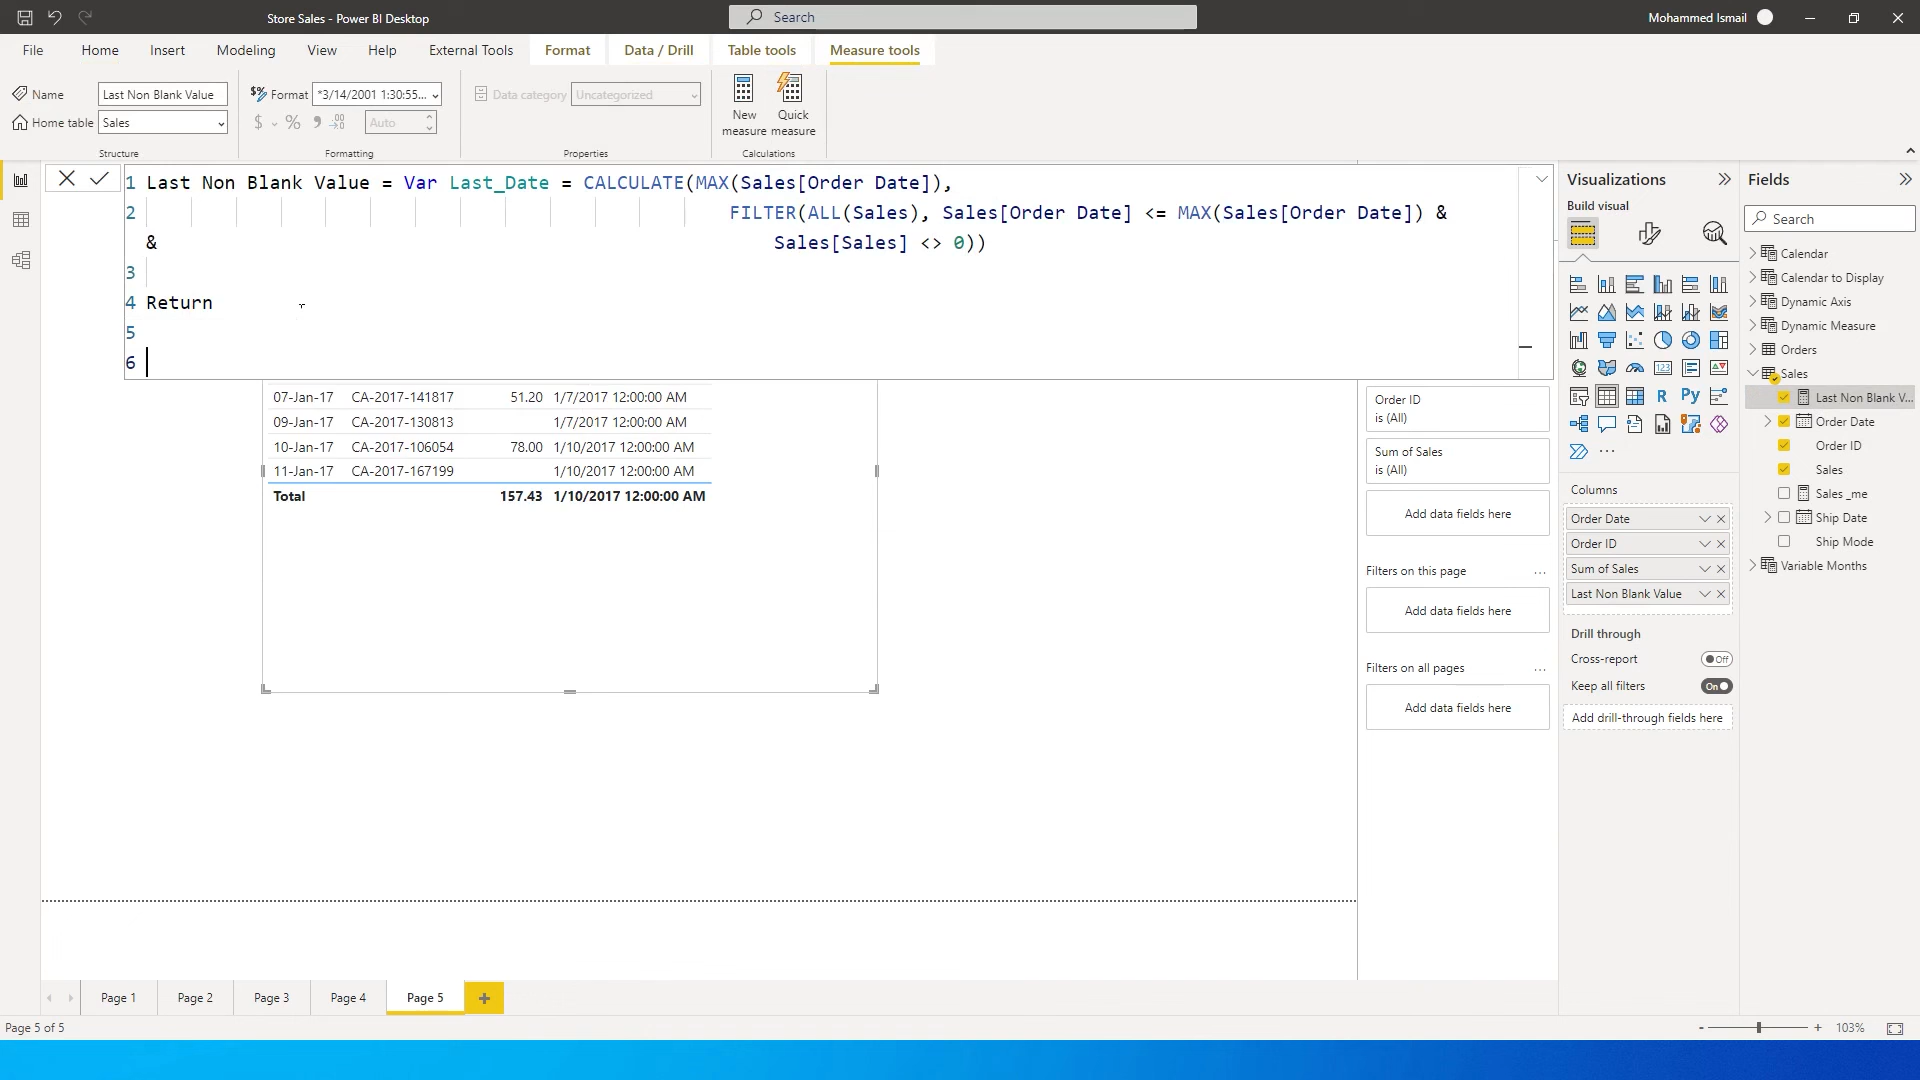 Store Sales - Power BI Desktop
Search
Mohammed Ismail
File Home Insert Modeling View Help External Tools Format Data / Drill Table tools Measure tools
Name Last Non Blank Value
Home table Sales
Structure
$% Format *3/14/2001 1:30:55...
$ % 9 .00 Auto
Formatting
Data category Uncategorized
Properties
New measure
Quick measure
Calculations
1 Last Non Blank Value = Var Last_Date = CALCULATE(MAX(Sales[Order Date]),
2 FILTER(ALL(Sales), Sales[Order Date] <= MAX(Sales[Order Date]) &
& Sales[Sales] <> 0))
3
4 Return
5
6
07-Jan-17 CA-2017-141817 51.20 1/7/2017 12:00:00 AM
09-Jan-17 CA-2017-130813 1/7/2017 12:00:00 AM
10-Jan-17 CA-2017-106054 78.00 1/10/2017 12:00:00 AM
11-Jan-17 CA-2017-167199 1/10/2017 12:00:00 AM
Total 157.43 1/10/2017 12:00:00 AM
Order ID
is (All)
Sum of Sales
is (All)
Add data fields here
Filters on this page ...
Add data fields here
Filters on all pages ...
Add data fields here
Visualizations
Build visual
123
R Py
...
Columns
Order Date
Order ID
Sum of Sales
Last Non Blank Value
Drill through
Cross-report Off
Keep all filters On
Add drill-through fields here
Fields
Search
Calendar
Calendar to Display
Dynamic Axis
Dynamic Measure
Orders
Sales
Last Non Blank V...
Order Date
Order ID
Sales
Sales _me
Ship Date
Ship Mode
Variable Months
Page 1 Page 2 Page 3 Page 4 Page 5 +
Page 5 of 5
- + 103%